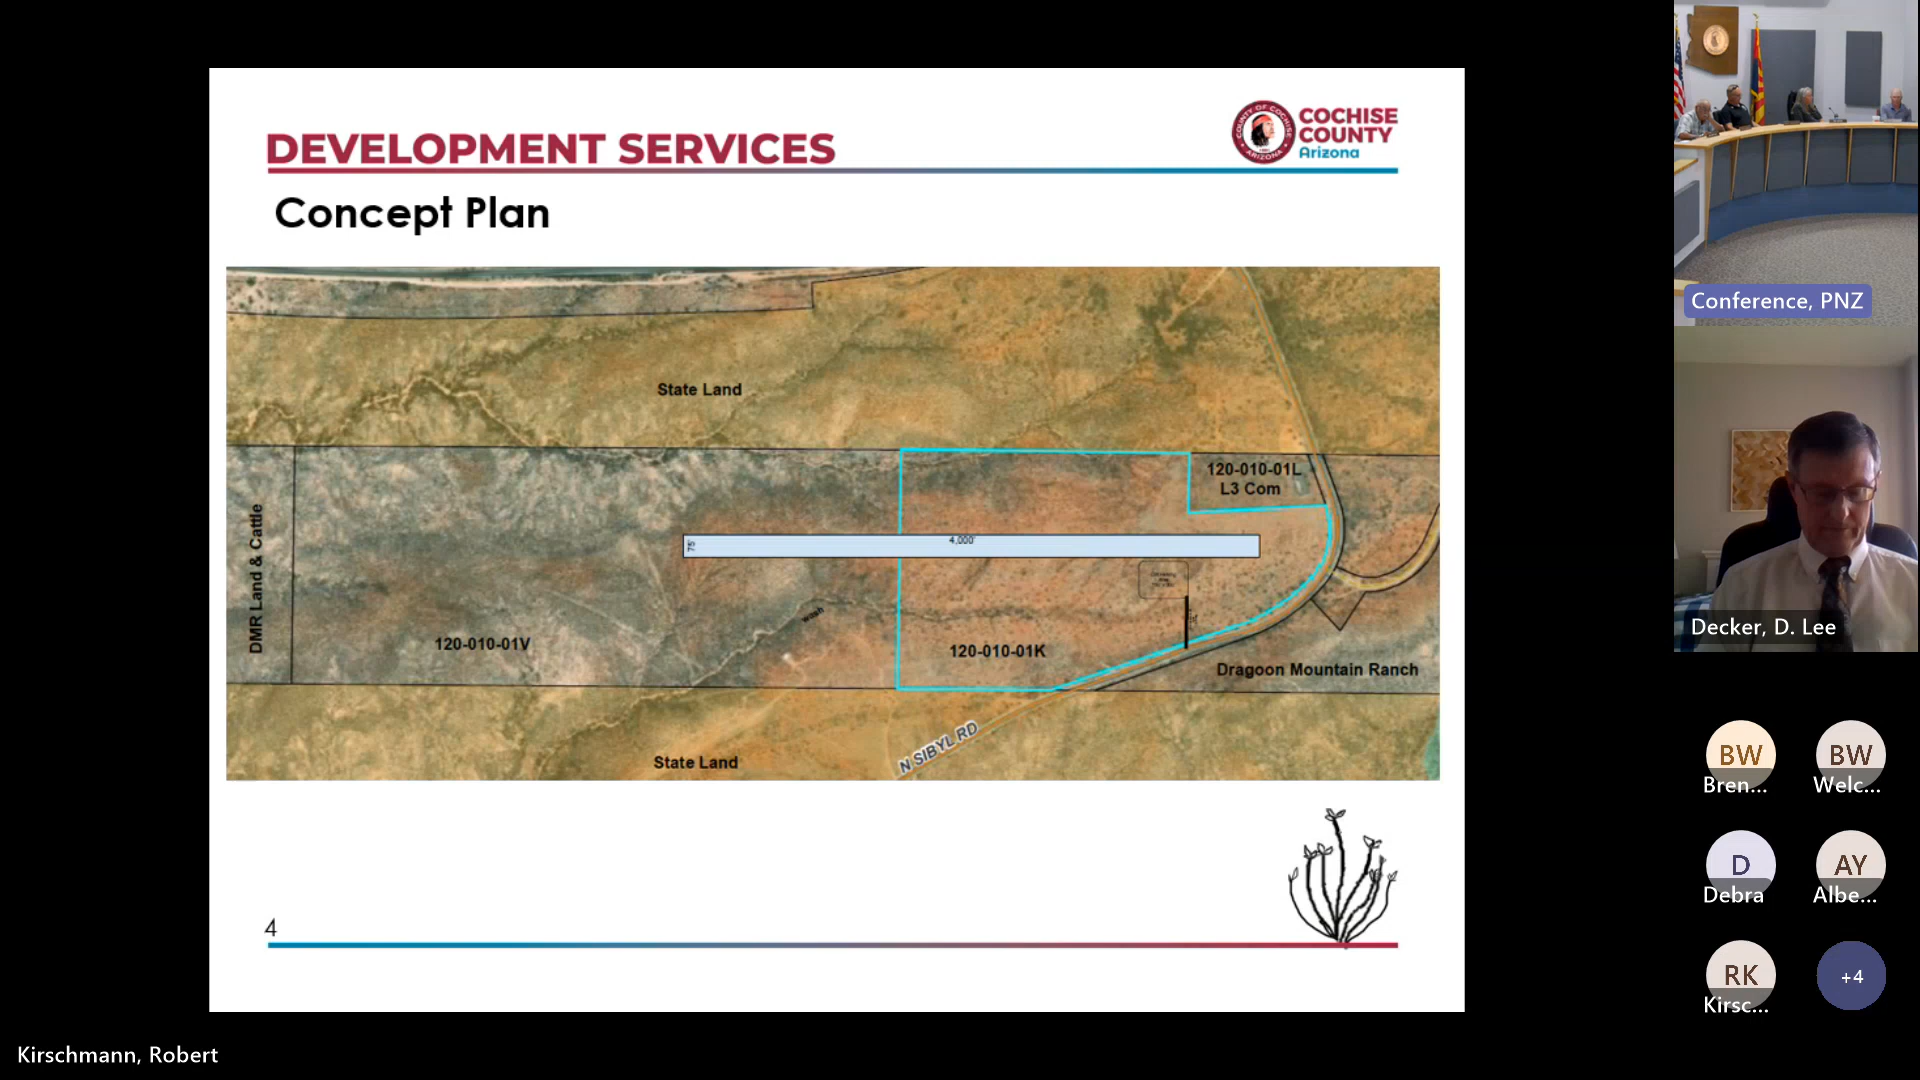 DEVELOPMENT SERVICES
COUNTY OF COCHISE
ARIZONA
COCHISE
COUNTY
Arizona
Concept Plan
State Land
120-010-01L
L3 Com
DMR Land & Cattle
75'
4,000'
wash
120-010-01V
120-010-01K
Dragoon Mountain Ranch
N SIBYL RD
State Land
4
Conference, PNZ
Decker, D. Lee
BW
Bren...
BW
Welc...
D
Debra
AY
Albe...
RK
Kirsc...
+4
Kirschmann, Robert